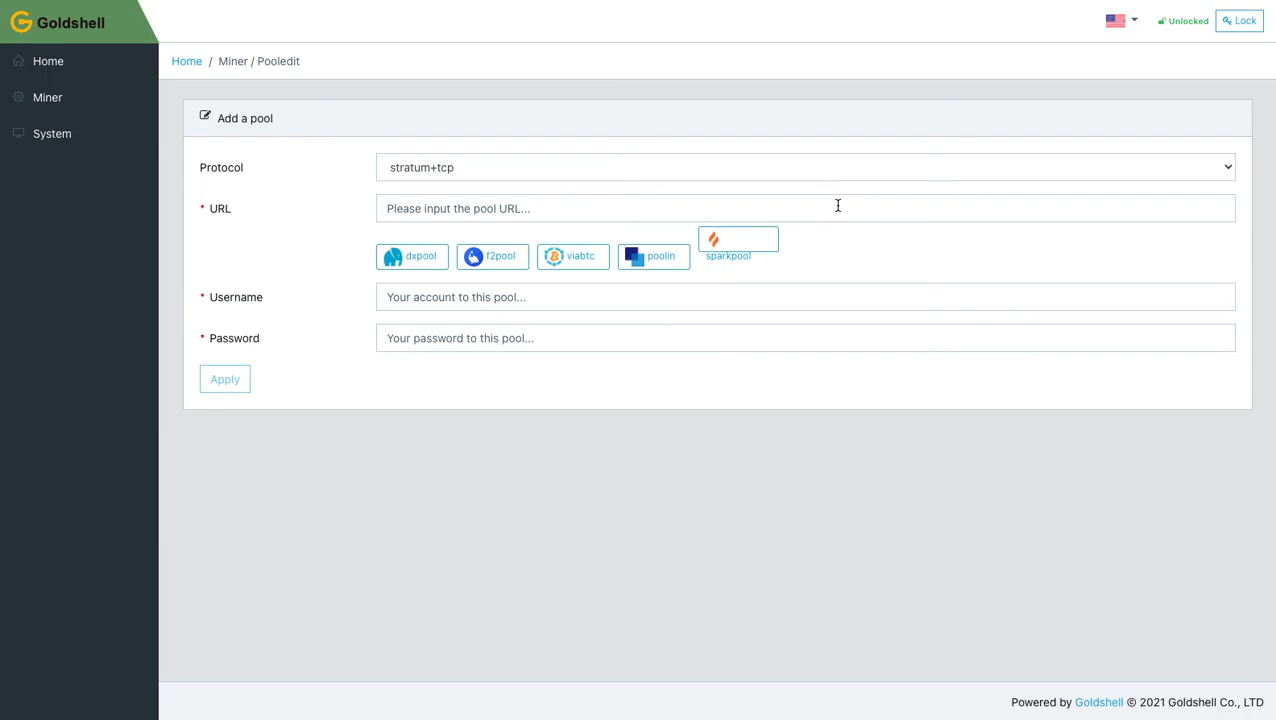 Goldshell
Unlocked Lock
Home
Miner
System
Home / Miner / Pooledit
Add a pool
Protocol stratum+tcp
* URL Please input the pool URL...
dxpool f2pool viabtc poolin sparkpool
* Username Your account to this pool...
* Password Your password to this pool...
Apply
Powered by Goldshell © 2021 Goldshell Co., LTD